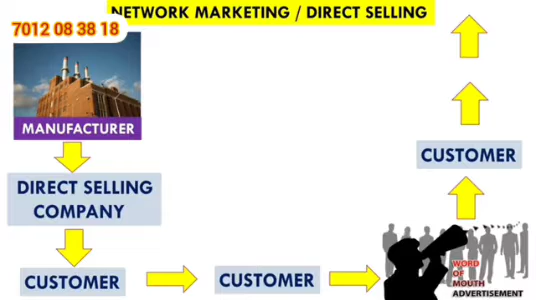 NETWORK MARKETING / DIRECT SELLING
7012 08 38 18
MANUFACTURER
DIRECT SELLING
COMPANY
CUSTOMER
CUSTOMER
WORD
OF
MOUTH
ADVERTISEMENT
CUSTOMER